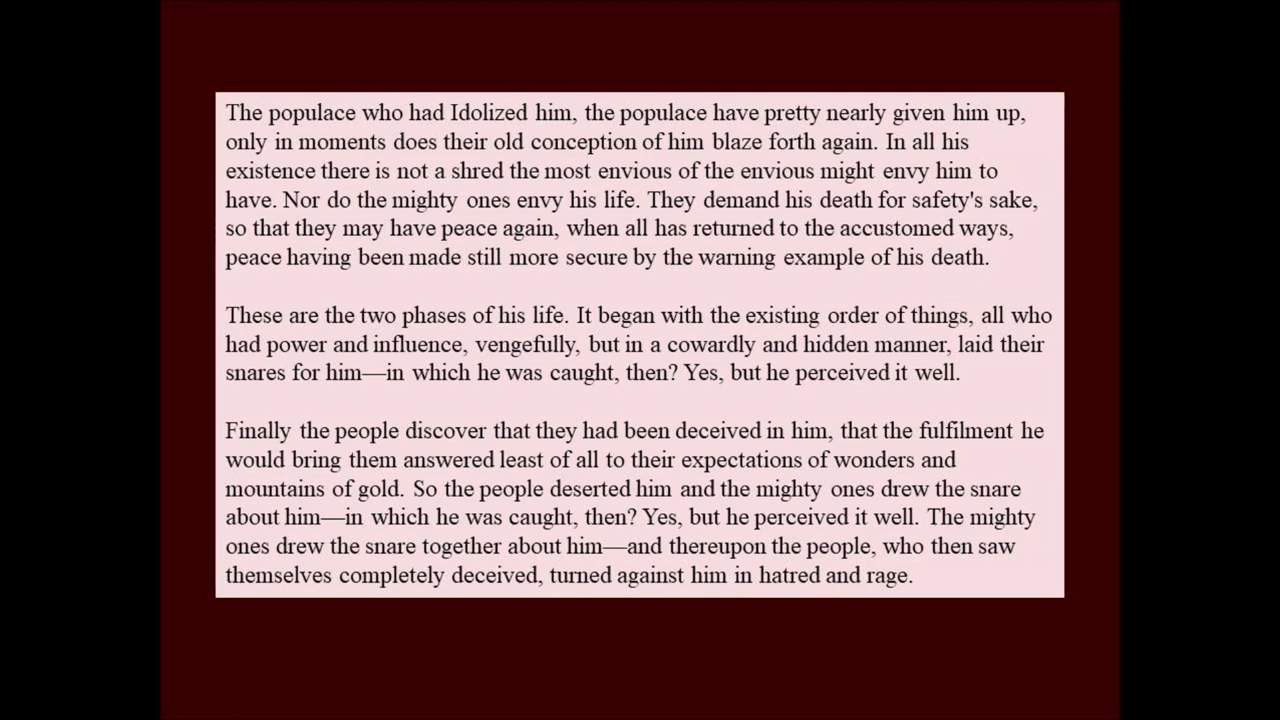 The populace who had Idolized him, the populace have pretty nearly given him up,
only in moments does their old conception of him blaze forth again. In all his
existence there is not a shred the most envious of the envious might envy him to
have. Nor do the mighty ones envy his life. They demand his death for safety's sake,
so that they may have peace again, when all has returned to the accustomed ways,
peace having been made still more secure by the warning example of his death.
These are the two phases of his life. It began with the existing order of things, all who
had power and influence, vengefully, but in a cowardly and hidden manner, laid their
snares for him—in which he was caught, then? Yes, but he perceived it well.
Finally the people discover that they had been deceived in him, that the fulfilment he
would bring them answered least of all to their expectations of wonders and
mountains of gold. So the people deserted him and the mighty ones drew the snare
about him—in which he was caught, then? Yes, but he perceived it well. The mighty
ones drew the snare together about him—and thereupon the people, who then saw
themselves completely deceived, turned against him in hatred and rage.